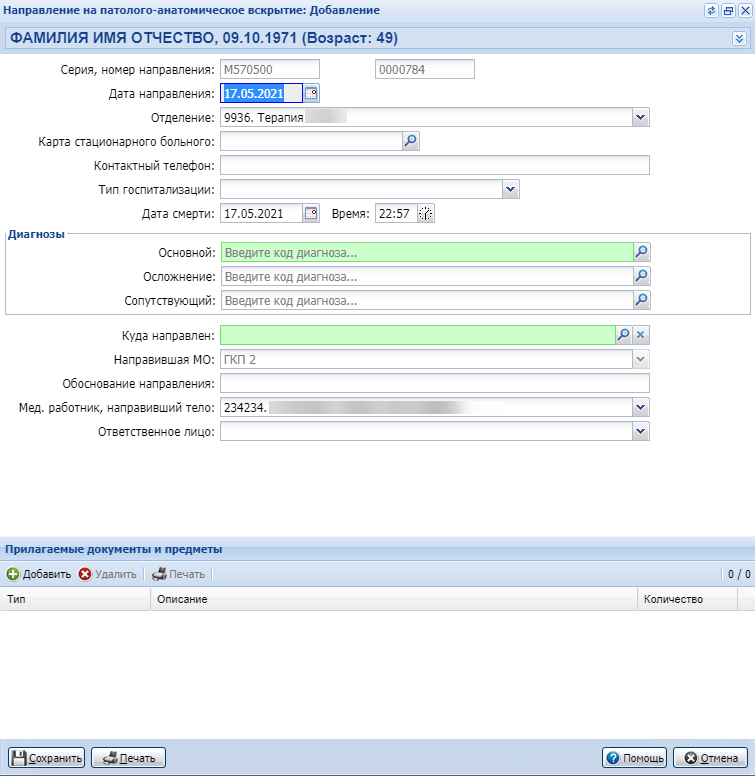 Направление на патолого-анатомическое вскрытие: Добавление
ФАМИЛИЯ ИМЯ ОТЧЕСТВО, 09.10.1971 (Возраст: 49)
Серия, номер направления: М570500 0000784
Дата направления: 17.05.2021
Отделение: 9936. Терапия
Карта стационарного больного:
Контактный телефон:
Тип госпитализации:
Дата смерти: 17.05.2021 Время: 22:57
Диагнозы
Основной: Введите код диагноза...
Осложнение: Введите код диагноза...
Сопутствующий: Введите код диагноза...
Куда направлен:
Направившая МО: ГКП 2
Обоснование направления:
Мед. работник, направивший тело: 234234.
Ответственное лицо:
Прилагаемые документы и предметы
Добавить Удалить Печать 0 / 0
Тип Описание Количество
Сохранить Печать Помощь Отмена